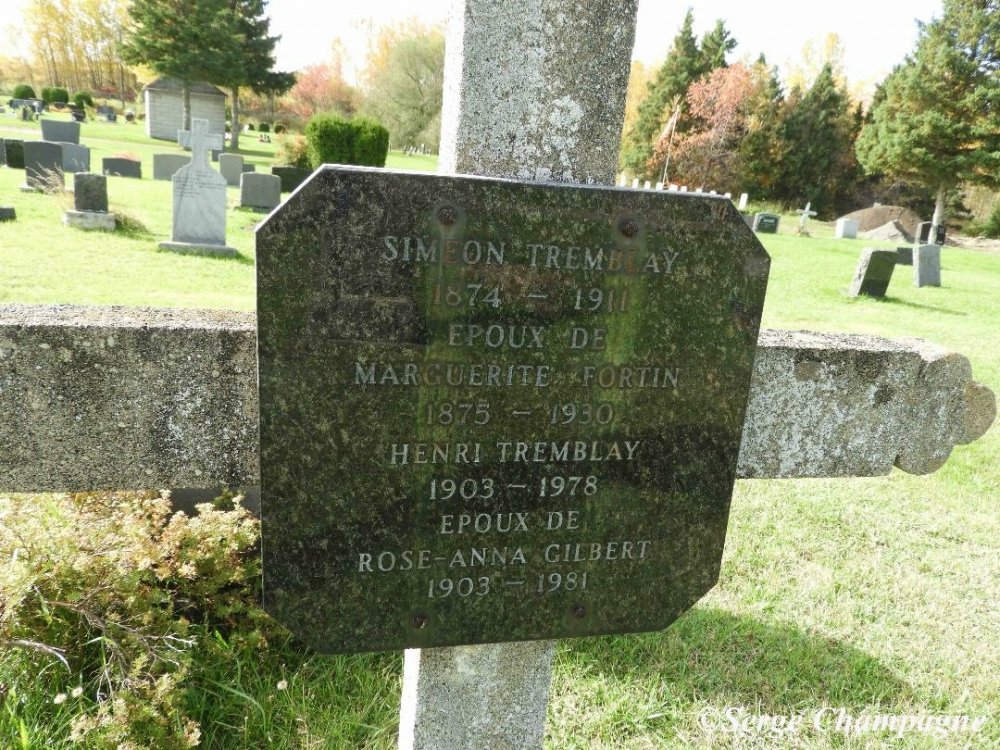 SIMEON TREMBLAY
1874 – 1911
EPOUX DE
MARGUERITE FORTIN
1875 – 1930
HENRI TREMBLAY
1903 – 1978
EPOUX DE
ROSE-ANNA GILBERT
1903 – 1981
©Serge Champagne